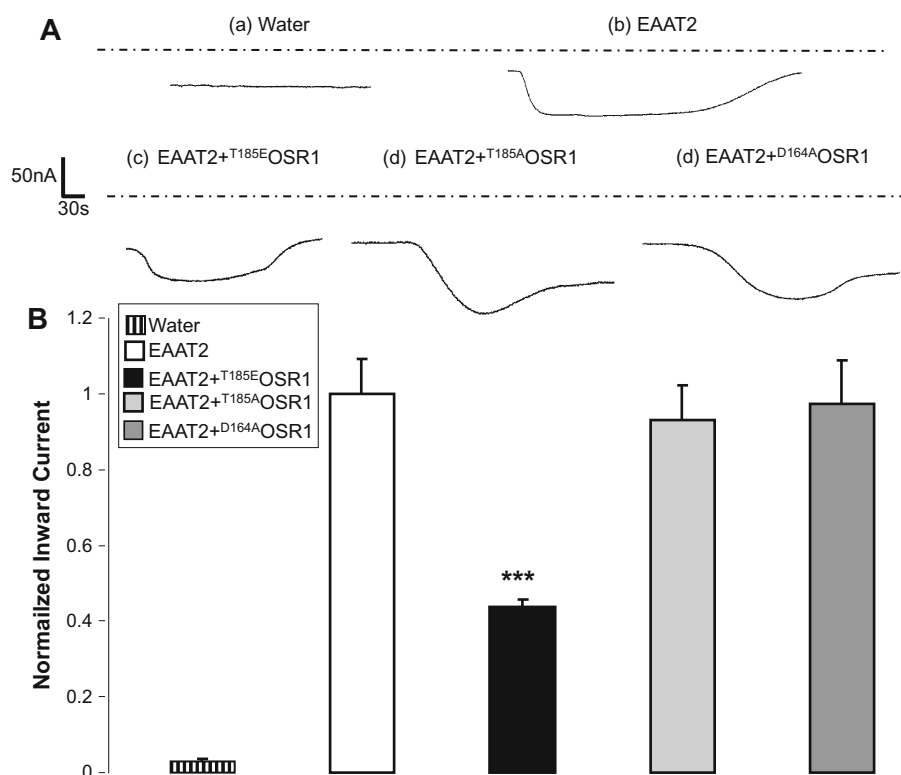 A
(a) Water
(b) EAAT2
(c) EAAT2+T185EOSR1
(d) EAAT2+T185AOSR1
(d) EAAT2+D164AOSR1
50nA
30s
B
Water
EAAT2
EAAT2+T185EOSR1
EAAT2+T185AOSR1
EAAT2+D164AOSR1
Normailzed Inward Current
1.2
1
0.8
0.6
0.4
0.2
0
***